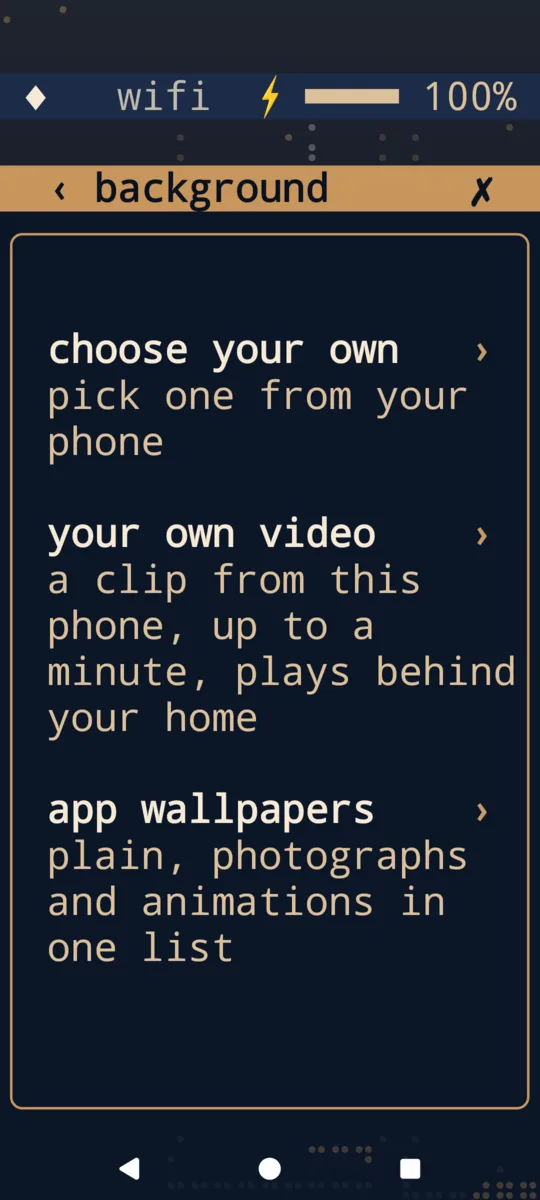 wifi ⚡ 100%
‹ background ✗
choose your own ›
pick one from your
phone
your own video ›
a clip from this
phone, up to a
minute, plays behind
your home
app wallpapers ›
plain, photographs
and animations in
one list